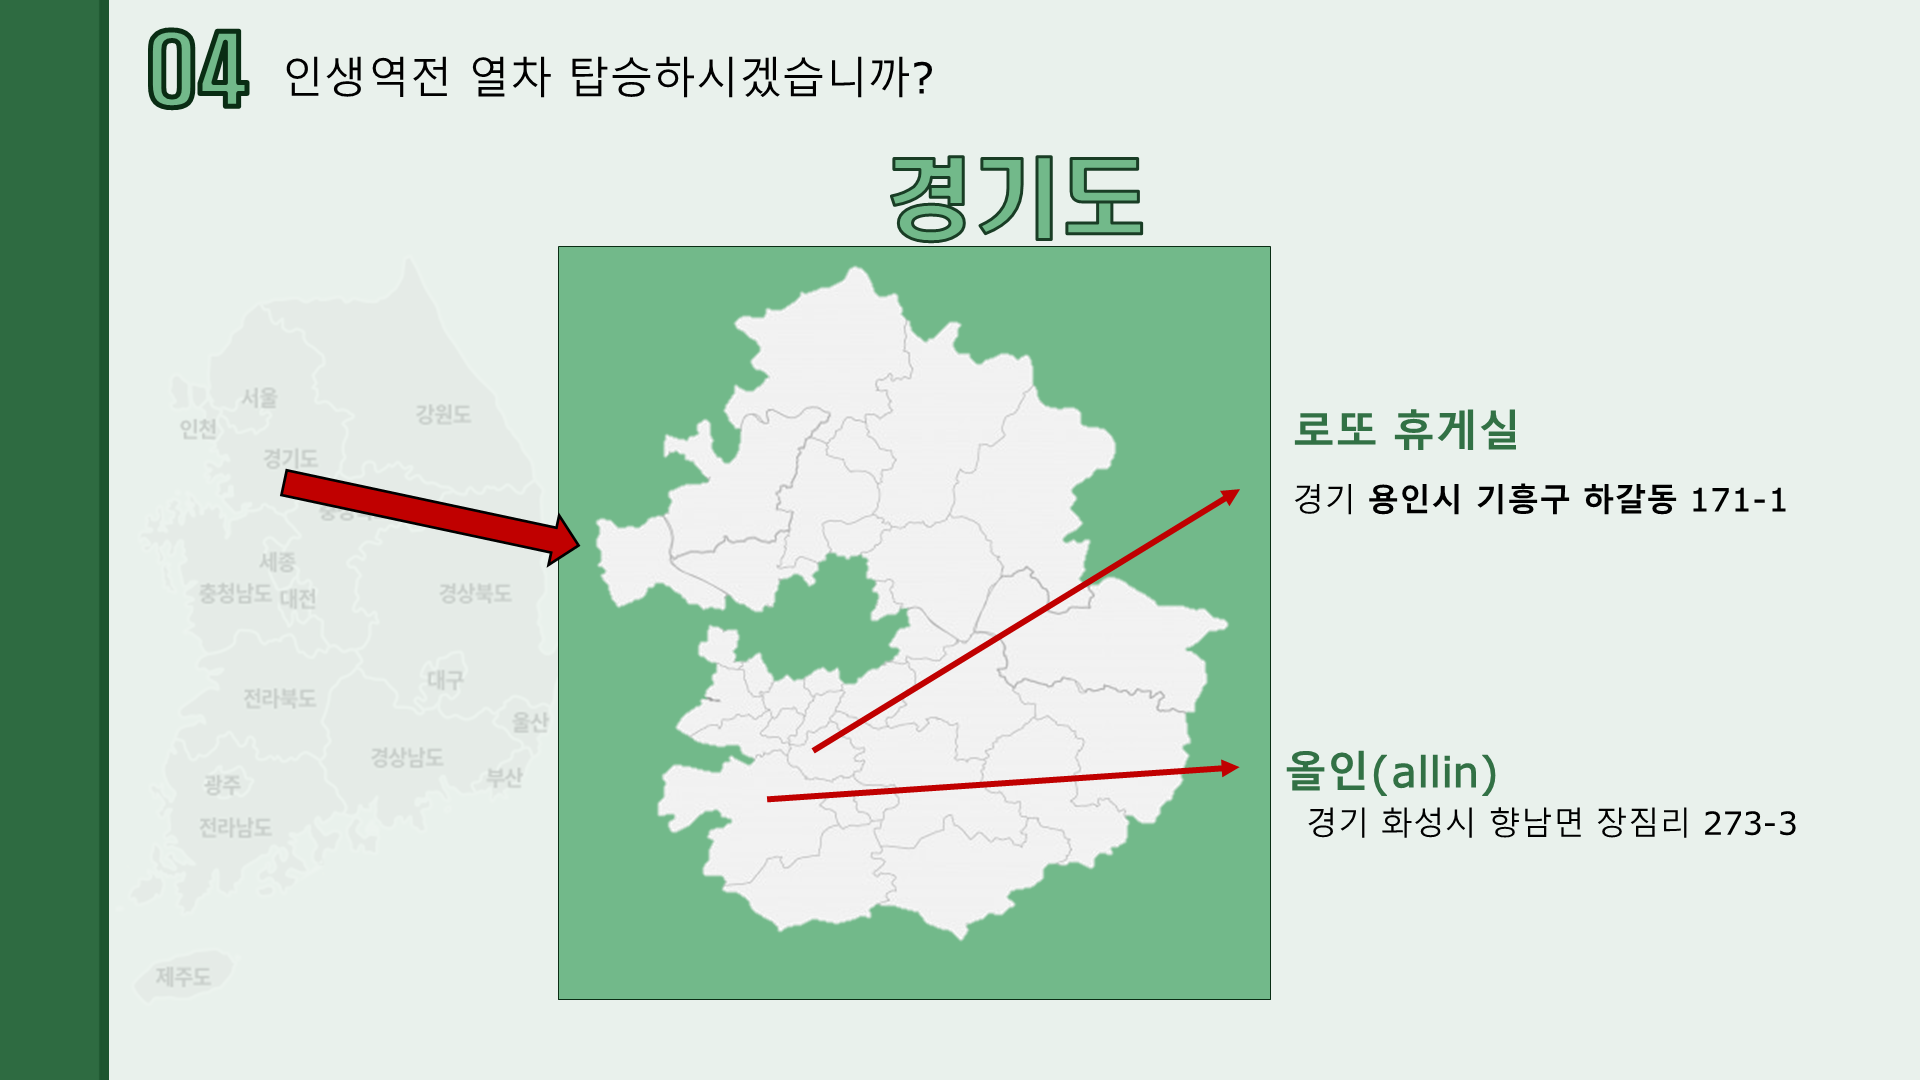 04 인생역전 열차 탑승하시겠습니까?
경기도
서울
강원도
인천
경기도
세종
충청남도
대전
경상북도
대구
전라북도
울산
경상남도
부산
광주
전라남도
제주도
로또 휴게실
경기 용인시 기흥구 하갈동 171-1
올인(allin)
경기 화성시 향남면 장짐리 273-3